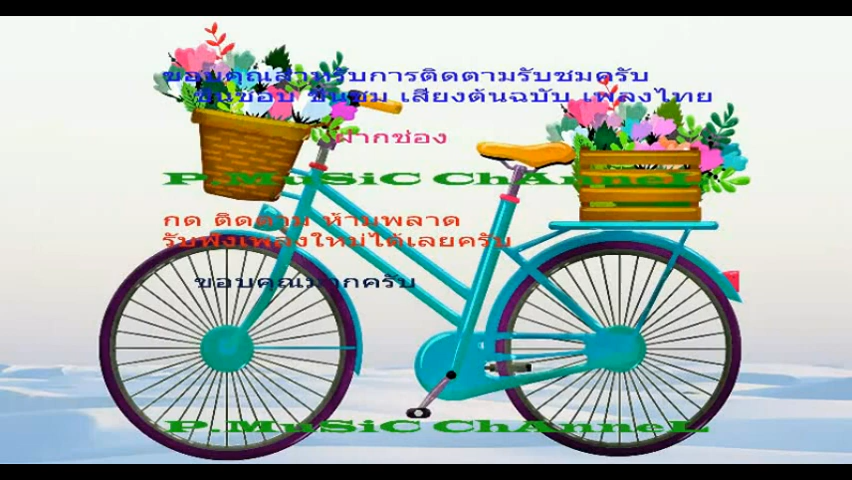 ขอบคุณสำหรับการติดตามรับชมครับ
ชื่นชอบ ชื่นชม เสียงต้นฉบับ เพลงไทย
ฝากช่อง
P.MuSiC ChAnneL
กด ติดตาม ห้ามพลาด
รับฟังเพลงใหม่ได้เลยครับ
ขอบคุณมากครับ
P.MuSiC ChAnneL